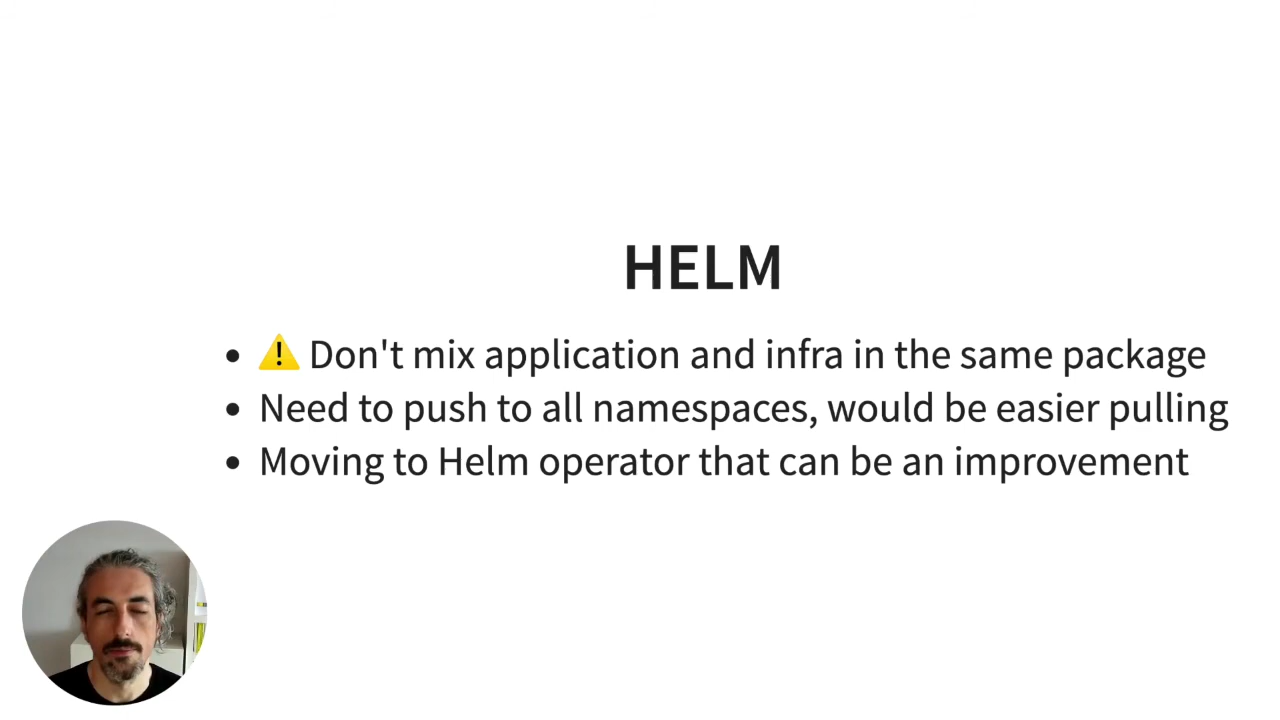 HELM
• ⚠️ Don't mix application and infra in the same package
• Need to push to all namespaces, would be easier pulling
• Moving to Helm operator that can be an improvement